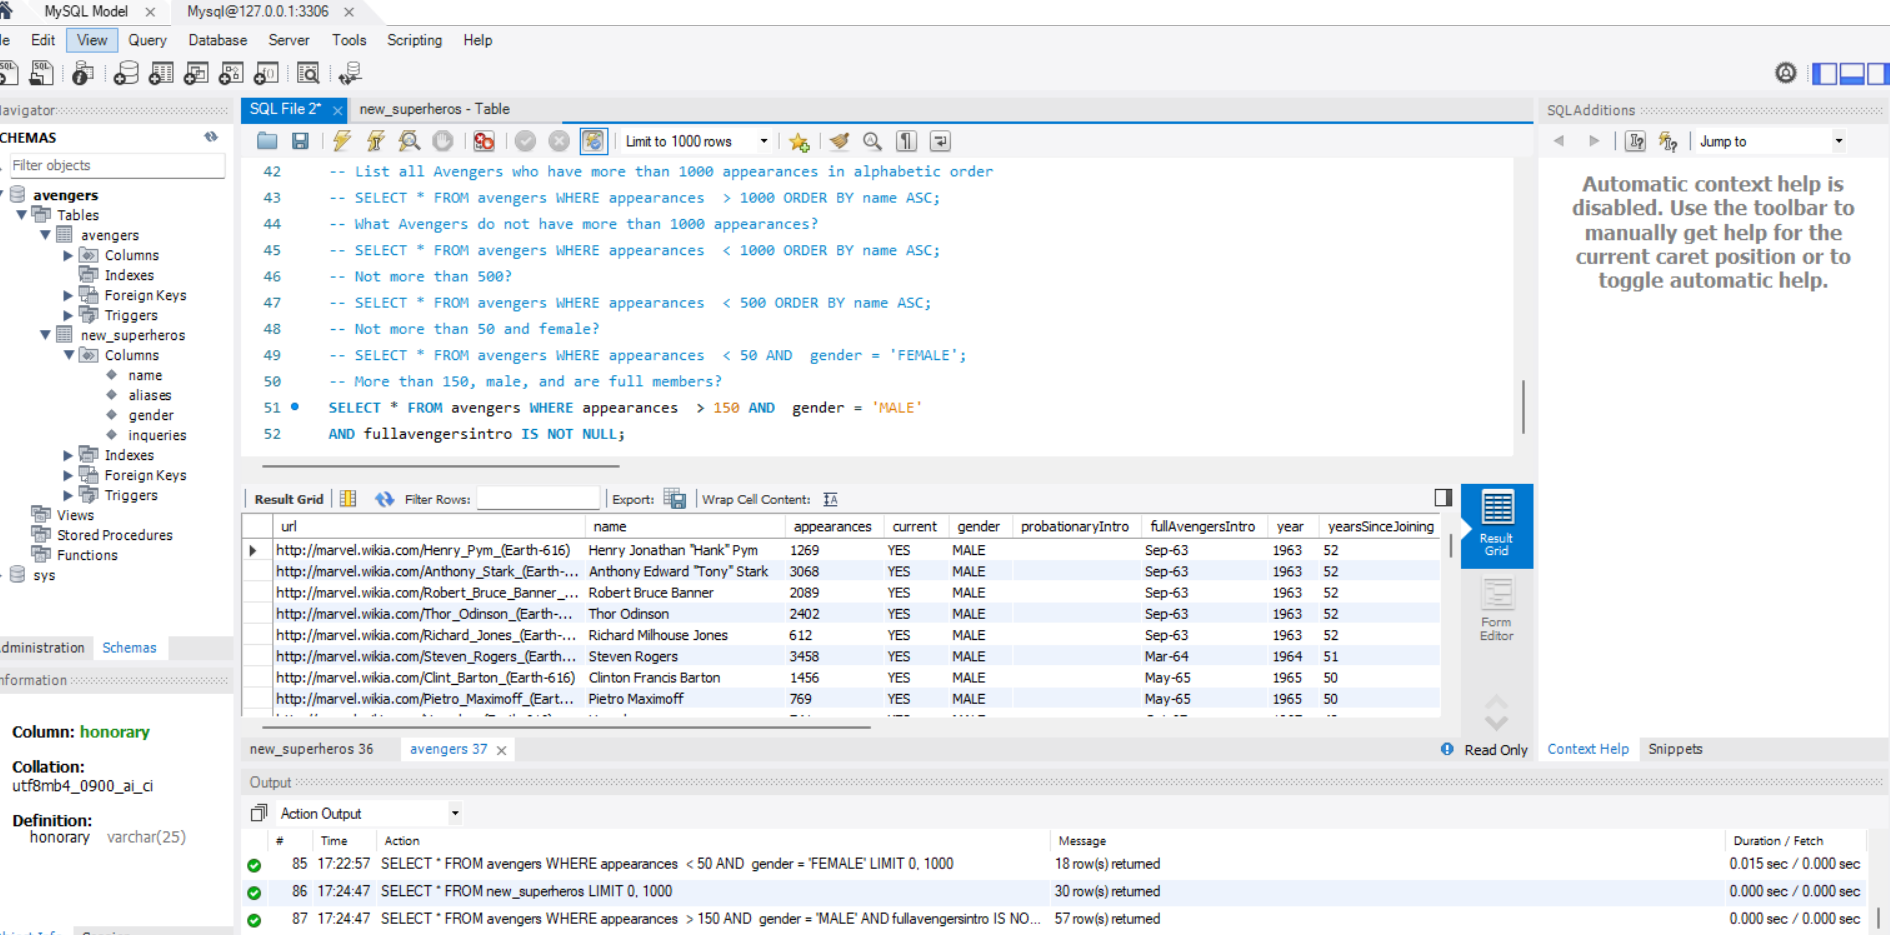 MySQL Model ×
Mysql@127.0.0.1:3306 ×
Edit View Query Database Server Tools Scripting Help
SCHEMAS
Filter objects
avengers
Tables
avengers
Columns
Indexes
Foreign Keys
Triggers
new_superheros
Columns
name
aliases
gender
inqueries
Indexes
Foreign Keys
Triggers
Views
Stored Procedures
Functions
sys
Schemas
Column: honorary
Collation:
utf8mb4_0900_ai_ci
Definition:
honorary varchar(25)
SQL File 2* ×
new_superheros - Table
Limit to 1000 rows
42 -- List all Avengers who have more than 1000 appearances in alphabetic order
43 -- SELECT * FROM avengers WHERE appearances  > 1000 ORDER BY name ASC;
44 -- What Avengers do not have more than 1000 appearances?
45 -- SELECT * FROM avengers WHERE appearances  < 1000 ORDER BY name ASC;
46 -- Not more than 500?
47 -- SELECT * FROM avengers WHERE appearances  < 500 ORDER BY name ASC;
48 -- Not more than 50 and female?
49 -- SELECT * FROM avengers WHERE appearances  < 50 AND  gender = 'FEMALE';
50 -- More than 150, male, and are full members?
51 SELECT * FROM avengers WHERE appearances  > 150 AND  gender = 'MALE'
52 AND fullavengersintro IS NOT NULL;
Result Grid Filter Rows: Export: Wrap Cell Content:
url name appearances current gender probationaryIntro fullAvengersIntro year yearsSinceJoining
http://marvel.wikia.com/Henry_Pym_(Earth-616) Henry Jonathan "Hank" Pym 1269 YES MALE Sep-63 1963 52
http://marvel.wikia.com/Anthony_Stark_(Earth-... Anthony Edward "Tony" Stark 3068 YES MALE Sep-63 1963 52
http://marvel.wikia.com/Robert_Bruce_Banner_... Robert Bruce Banner 2089 YES MALE Sep-63 1963 52
http://marvel.wikia.com/Thor_Odinson_(Earth-... Thor Odinson 2402 YES MALE Sep-63 1963 52
http://marvel.wikia.com/Richard_Jones_(Earth-... Richard Milhouse Jones 612 YES MALE Sep-63 1963 52
http://marvel.wikia.com/Steven_Rogers_(Earth... Steven Rogers 3458 YES MALE Mar-64 1964 51
http://marvel.wikia.com/Clint_Barton_(Earth-616) Clinton Francis Barton 1456 YES MALE May-65 1965 50
http://marvel.wikia.com/Pietro_Maximoff_(Eart... Pietro Maximoff 769 YES MALE May-65 1965 50
Result
Grid
Form
Editor
new_superheros 36
avengers 37 ×
Read Only
SQLAdditions
Jump to
Automatic context help is
disabled. Use the toolbar to
manually get help for the
current caret position or to
toggle automatic help.
Context Help Snippets
Output
Action Output
# Time Action Message Duration / Fetch
85 17:22:57 SELECT * FROM avengers WHERE appearances  < 50 AND  gender = 'FEMALE' LIMIT 0, 1000 18 row(s) returned 0.015 sec / 0.000 sec
86 17:24:47 SELECT * FROM new_superheros LIMIT 0, 1000 30 row(s) returned 0.000 sec / 0.000 sec
87 17:24:47 SELECT * FROM avengers WHERE appearances  > 150 AND  gender = 'MALE' AND fullavengersintro IS NO... 57 row(s) returned 0.000 sec / 0.000 sec